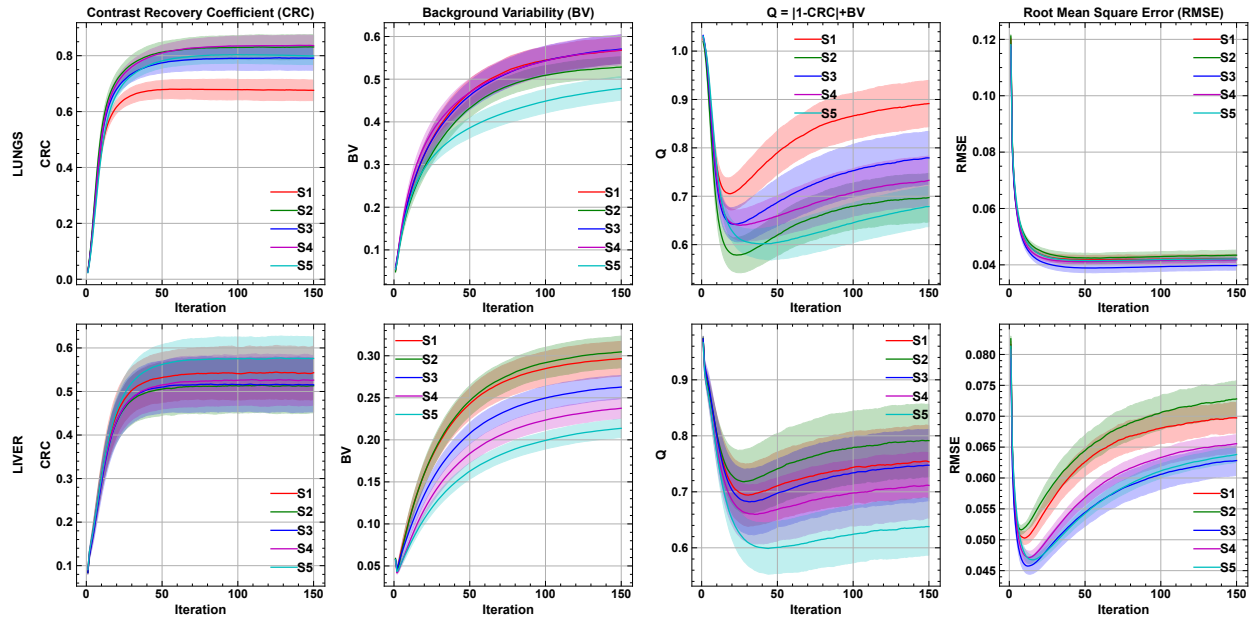 Contrast Recovery Coefficient (CRC)
Background Variability (BV)
Q = |1-CRC|+BV
Root Mean Square Error (RMSE)
LUNGS
CRC
0.0
0.2
0.4
0.6
0.8
0
50
100
150
Iteration
S1
S2
S3
S4
S5
BV
0.1
0.2
0.3
0.4
0.5
0.6
0
50
100
150
Iteration
S1
S2
S3
S4
S5
Q
0.6
0.7
0.8
0.9
1.0
0
50
100
150
Iteration
S1
S2
S3
S4
S5
RMSE
0.04
0.06
0.08
0.10
0.12
0
50
100
150
Iteration
S1
S2
S3
S4
S5
LIVER
CRC
0.1
0.2
0.3
0.4
0.5
0.6
0
50
100
150
Iteration
S1
S2
S3
S4
S5
BV
0.05
0.10
0.15
0.20
0.25
0.30
0
50
100
150
Iteration
S1
S2
S3
S4
S5
Q
0.6
0.7
0.8
0.9
0
50
100
150
Iteration
S1
S2
S3
S4
S5
RMSE
0.045
0.050
0.055
0.060
0.065
0.070
0.075
0.080
0
50
100
150
Iteration
S1
S2
S3
S4
S5